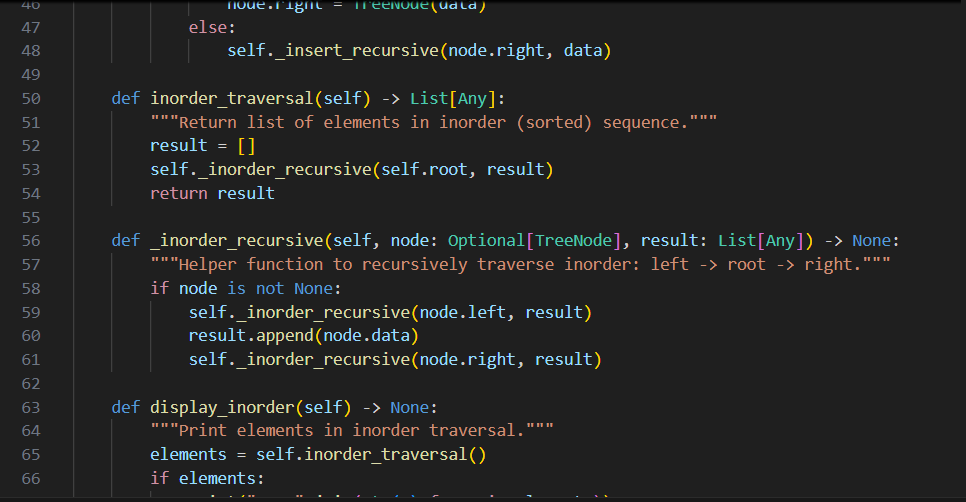 46 node.right = TreeNode(data)
47 else:
48 self._insert_recursive(node.right, data)
49
50 def inorder_traversal(self) -> List[Any]:
51 """Return list of elements in inorder (sorted) sequence."""
52 result = []
53 self._inorder_recursive(self.root, result)
54 return result
55
56 def _inorder_recursive(self, node: Optional[TreeNode], result: List[Any]) -> None:
57 """Helper function to recursively traverse inorder: left -> root -> right."""
58 if node is not None:
59 self._inorder_recursive(node.left, result)
60 result.append(node.data)
61 self._inorder_recursive(node.right, result)
62
63 def display_inorder(self) -> None:
64 """Print elements in inorder traversal."""
65 elements = self.inorder_traversal()
66 if elements: